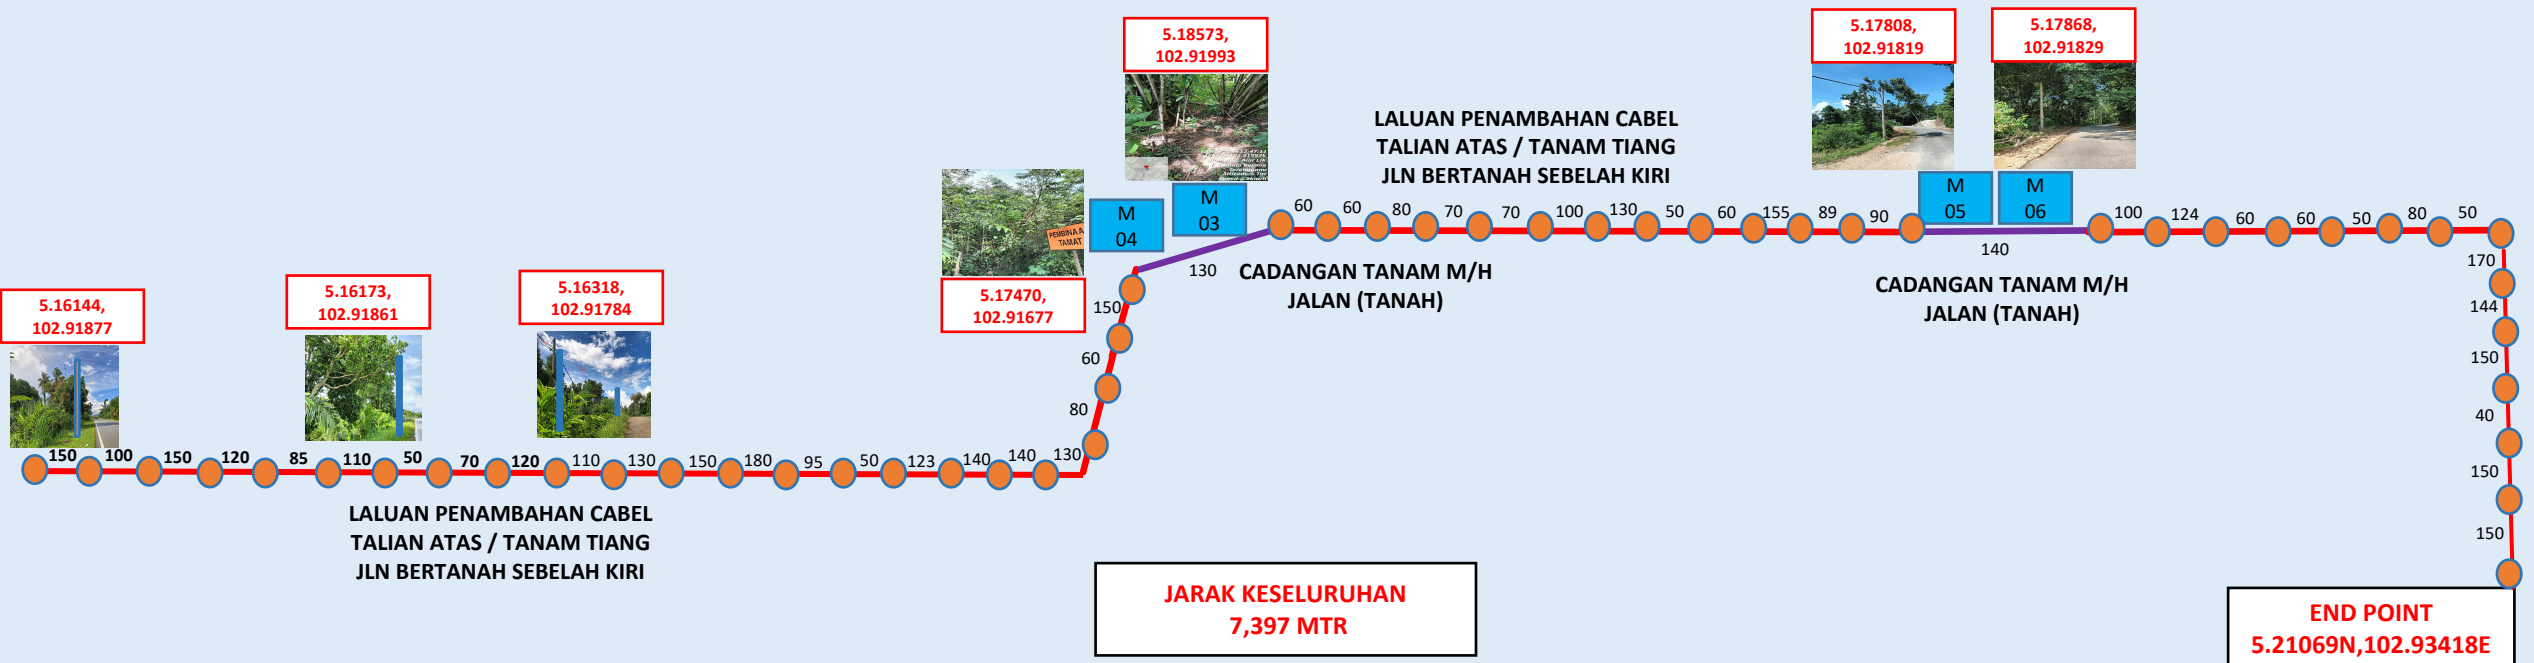 5.16144,
102.91877
5.16173,
102.91861
5.16318,
102.91784
150 100 150 120 85 110 50 70 120 110 130 150 180 95 50 123 140 140 130
LALUAN PENAMBAHAN CABEL
TALIAN ATAS / TANAM TIANG
JLN BERTANAH SEBELAH KIRI
80
60
150
PEMBINAA
TAMAT
5.17470,
102.91677
M
04
5.18573,
102.91993
M
03
130
CADANGAN TANAM M/H
JALAN (TANAH)
LALUAN PENAMBAHAN CABEL
TALIAN ATAS / TANAM TIANG
JLN BERTANAH SEBELAH KIRI
60 60 80 70 70 100 130 50 60 155 89 90
5.17808,
102.91819
5.17868,
102.91829
M
05
M
06
140
CADANGAN TANAM M/H
JALAN (TANAH)
100 124 60 60 50 80 50
170
144
150
40
150
150
JARAK KESELURUHAN
7,397 MTR
END POINT
5.21069N,102.93418E